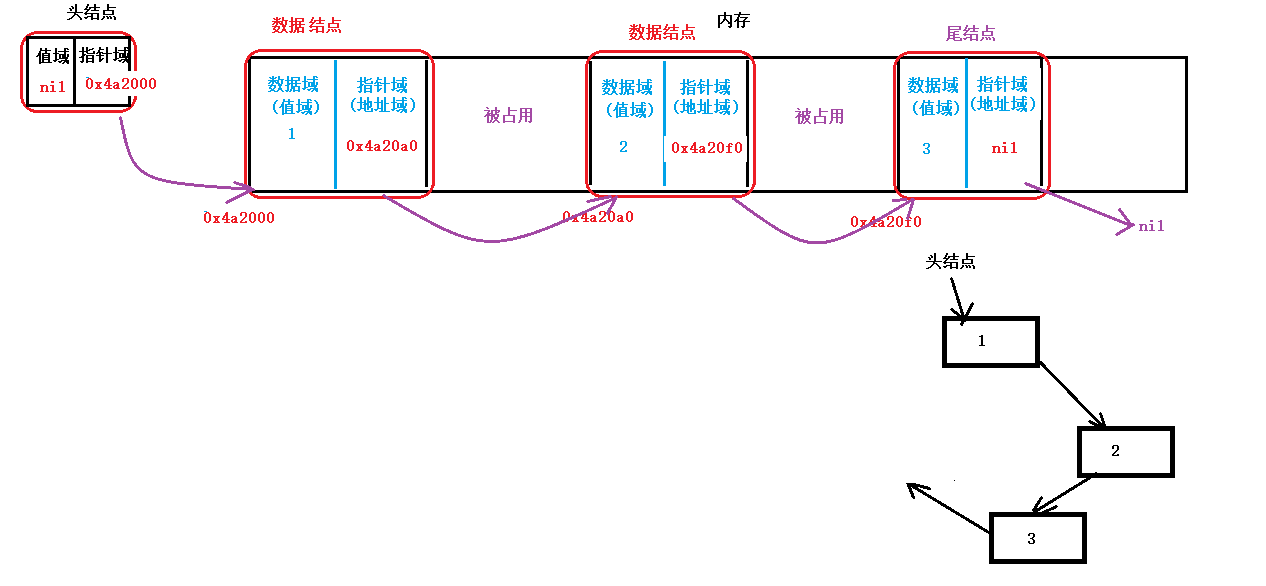 头结点
值域 指针域
nil 0x4a2000
数据 结点
数据域 指针域
（值域） （地址域）
1 0x4a20a0
0x4a2000
被占用
数据结点
内存
数据域 指针域
（值域） （地址域）
2 0x4a20f0
0x4a20a0
被占用
尾结点
数据域 指针域
（值域） （地址域）
3 nil
0x4a20f0
nil
头结点
1
2
3